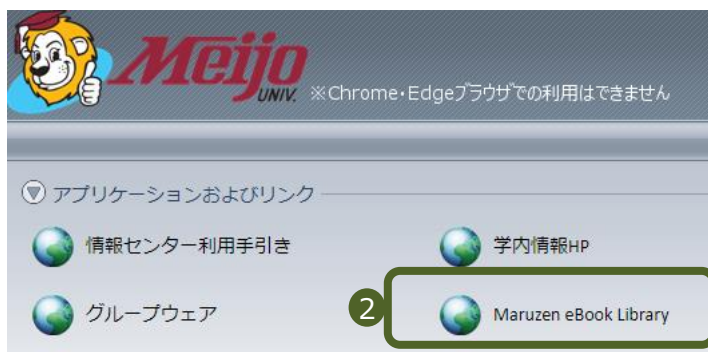 Meijo
UNIV. ※Chrome・Edgeブラウザでの利用はできません
アプリケーションおよびリンク
情報センター利用手引き
学内情報HP
グループウェア
2
Maruzen eBook Library